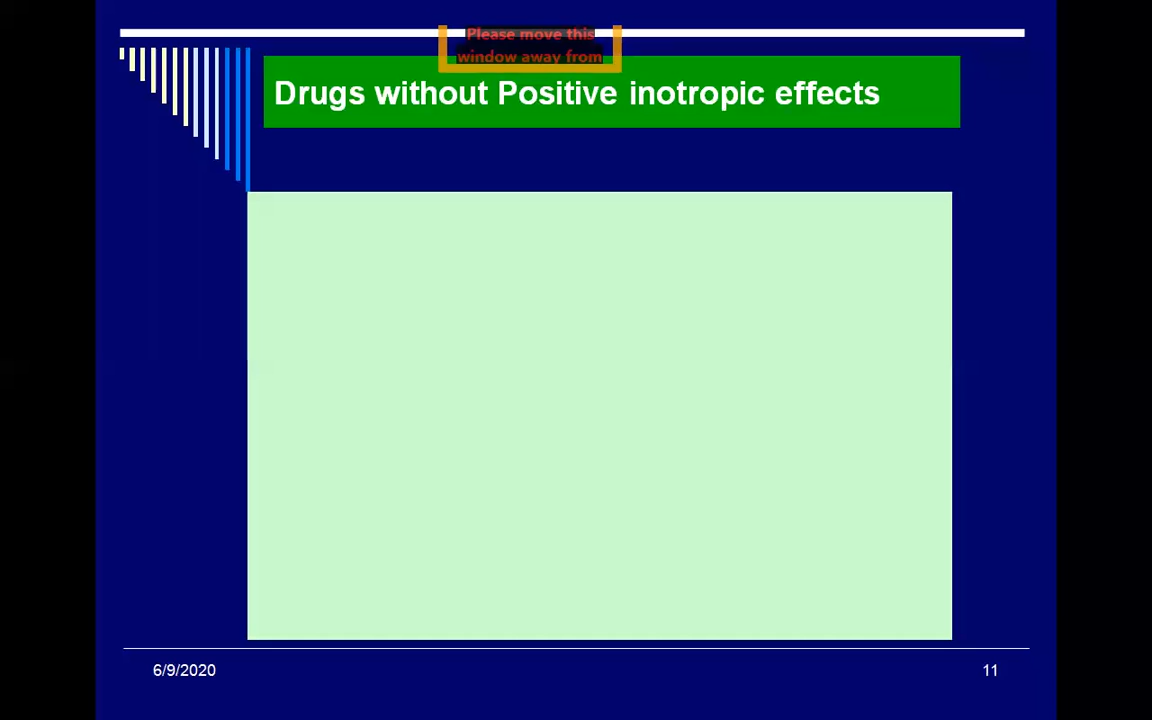 Please move this
window away from
Drugs without Positive inotropic effects
6/9/2020
11